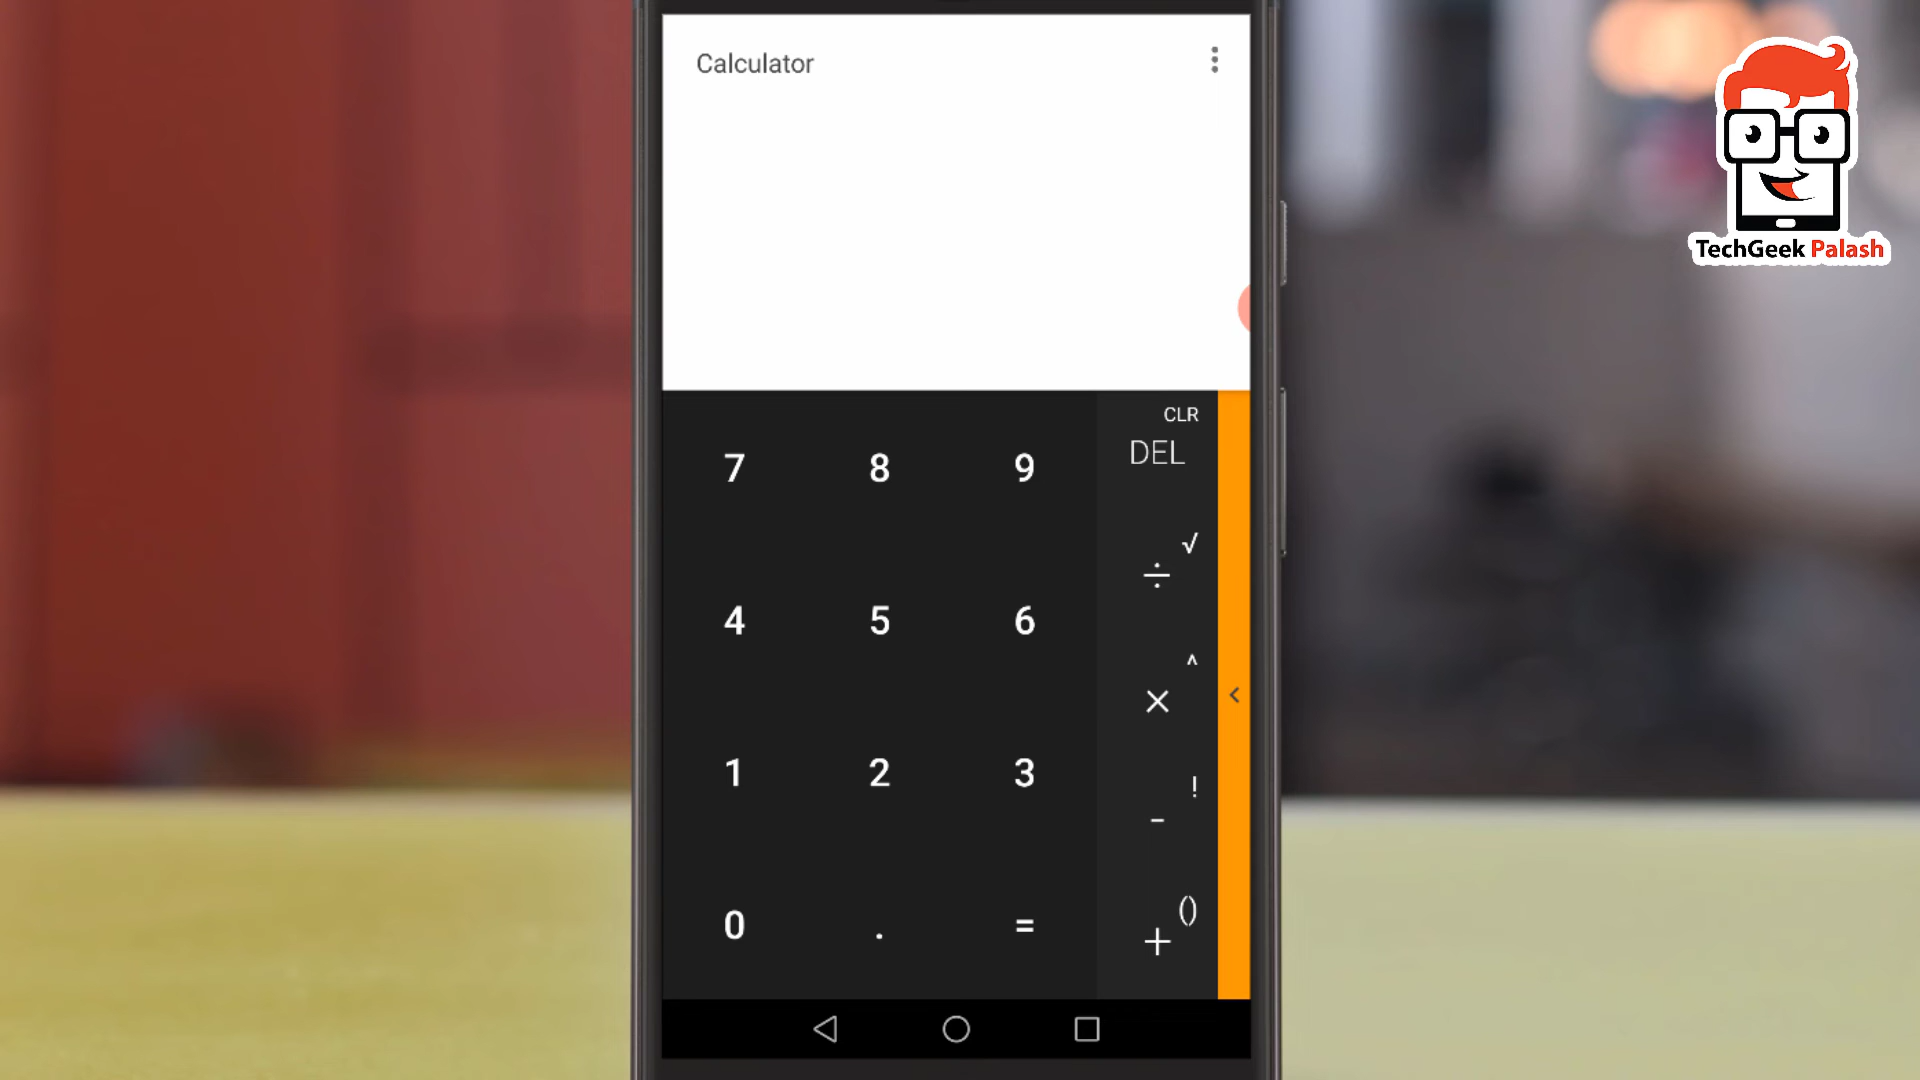 Calculator
TechGeek Palash
CLR
7 8 9 DEL
√
÷
4 5 6
^
×
1 2 3
!
-
0 . =
()
+